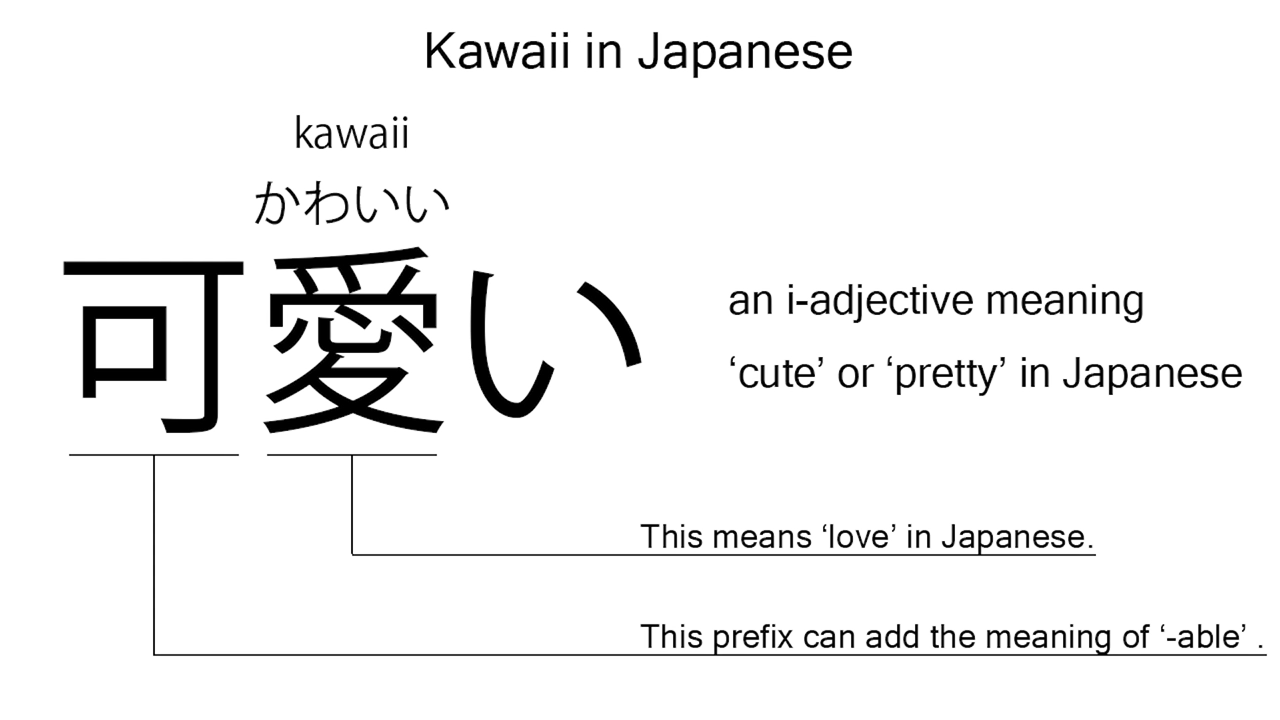 Kawaii in Japanese
kawaii
かわいい
可愛い
an i-adjective meaning
‘cute’ or ‘pretty’ in Japanese
This means ‘love’ in Japanese.
This prefix can add the meaning of ‘-able’ .